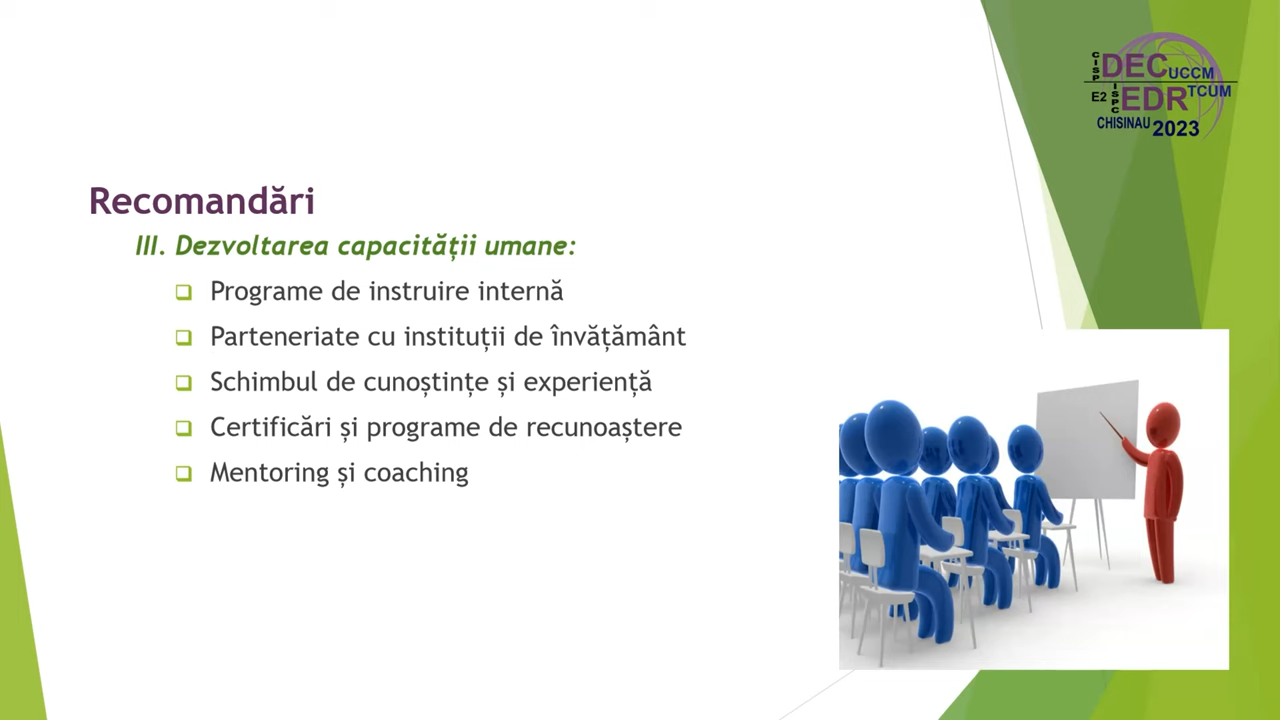 CISP
DEC UCCM
E2 ISPC EDR TCUM
CHISINAU 2023
Recomandări
III. Dezvoltarea capacității umane:
Programe de instruire internă
Parteneriate cu instituții de învățământ
Schimbul de cunoștințe și experiență
Certificări și programe de recunoaștere
Mentoring și coaching